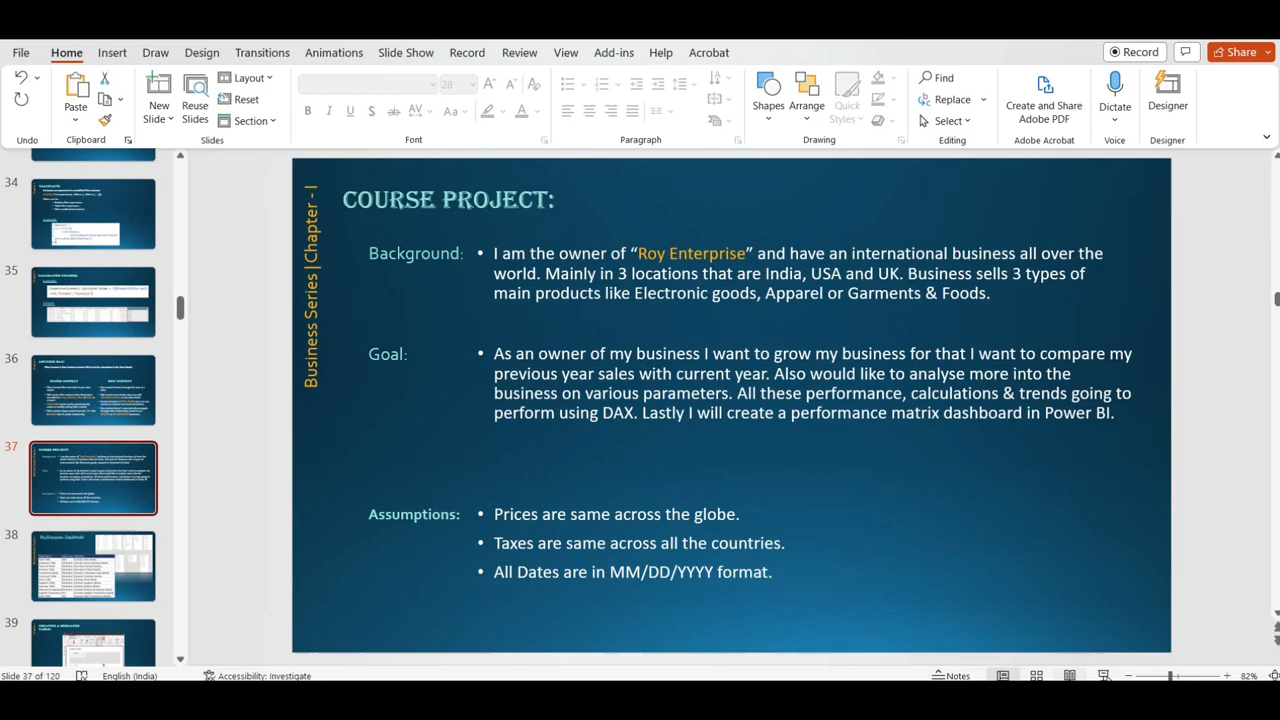 File Home Insert Draw Design Transitions Animations Slide Show Record Review View Add-ins Help Acrobat Record Share
Layout Reset Section
Paste New Slide Reuse Slides
28
Shapes Arrange Quick Styles
Find Replace Select
Create and Share Adobe PDF Dictate Designer
Undo Clipboard Slides Font Paragraph Drawing Editing Adobe Acrobat Voice Designer
34
35
36
37
38
39
Business Series | Chapter - I
COURSE PROJECT:
Background: • I am the owner of “Roy Enterprise” and have an international business all over the
world. Mainly in 3 locations that are India, USA and UK. Business sells 3 types of
main products like Electronic goods, Apparel or Garments & Foods.
Goal: • As an owner of my business I want to grow my business for that I want to compare my
previous year sales with current year. Also would like to analyse more into the
business on various parameters. All these performance, calculations & trends going to
perform using DAX. Lastly I will create a performance matrix dashboard in Power BI.
Assumptions: • Prices are same across the globe.
• Taxes are same across all the countries.
• All Dates are in MM/DD/YYYY format.
Slide 37 of 120 English (India) Accessibility: Investigate Notes 82%